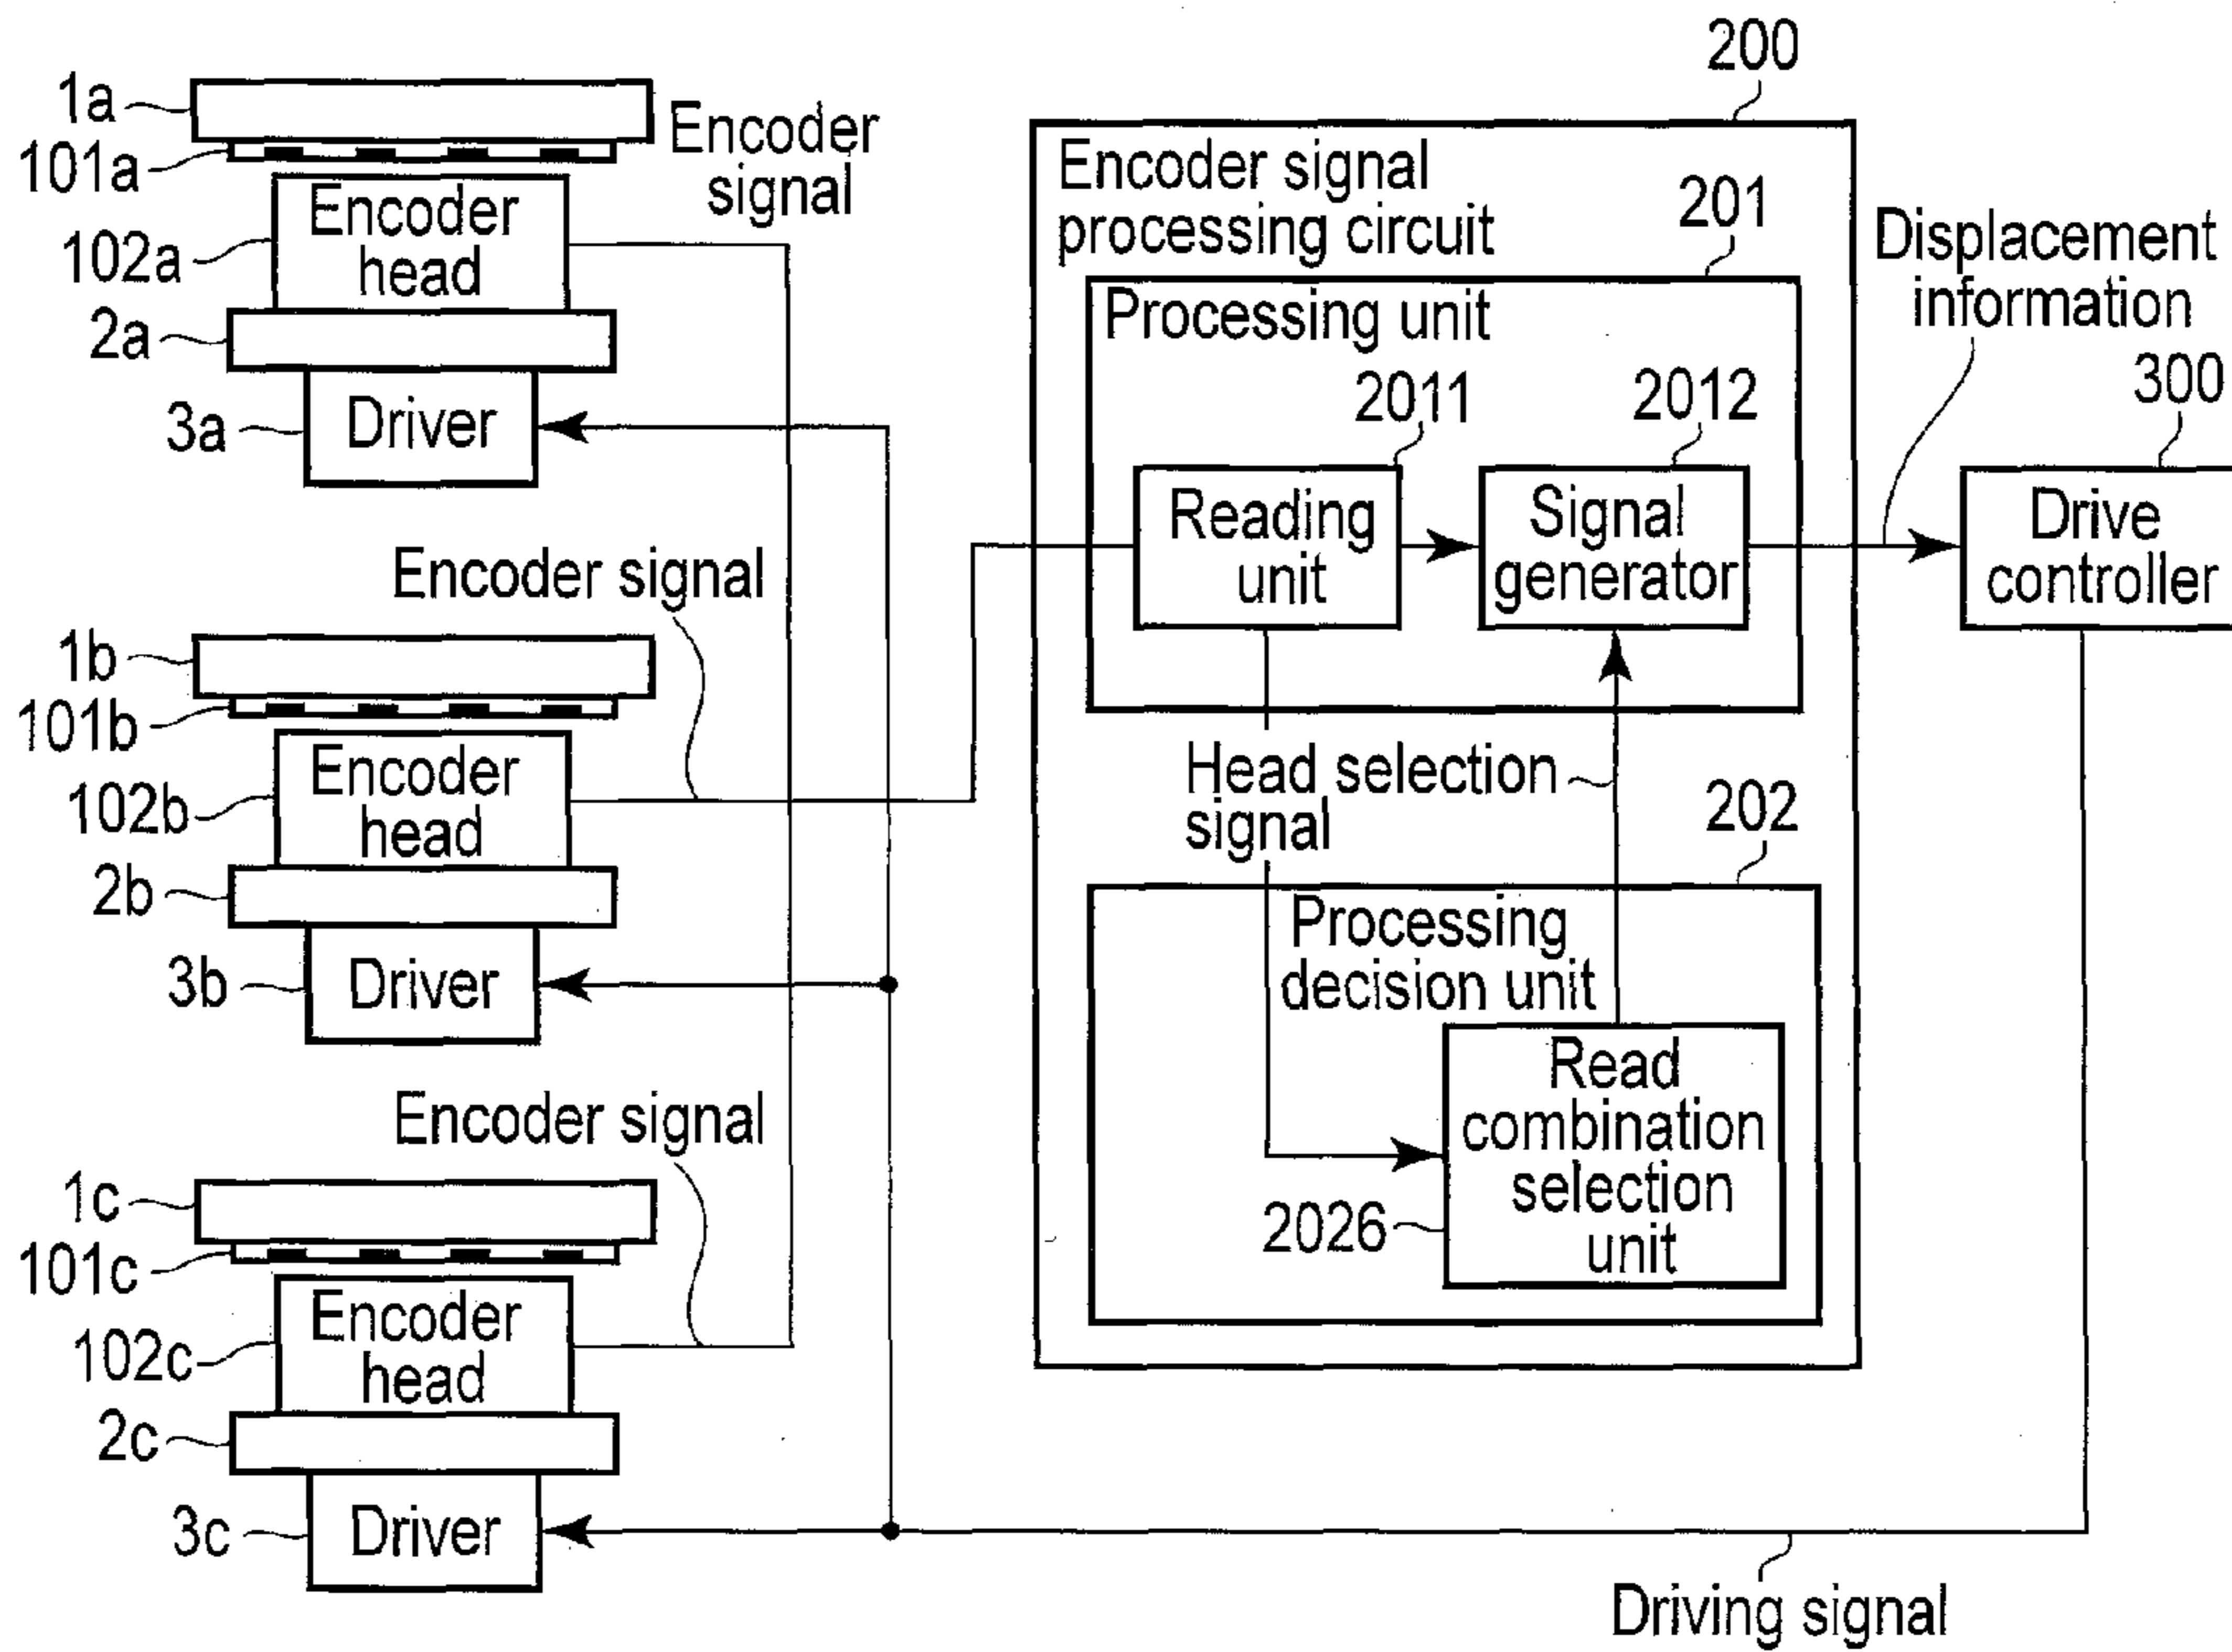 200
1a
Encoder
signal
101a
Encoder
head
102a
2a
3a
Driver
Encoder signal
processing circuit
201
Displacement
information
Processing unit
2011
2012
300
Reading
unit
Signal
generator
Drive
controller
Encoder signal
1b
101b
Encoder
head
102b
2b
3b
Driver
Head selection
signal
202
Processing
decision unit
Read
combination
selection
unit
2026
Encoder signal
1c
101c
Encoder
head
102c
2c
3c
Driver
Driving signal